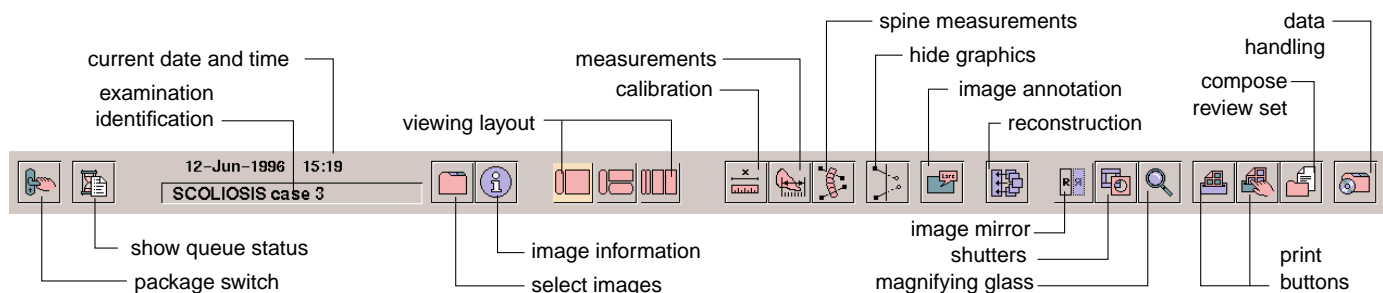 spine measurements
data
handling
current date and time
measurements
hide graphics
compose
review set
examination
identification
calibration
image annotation
viewing layout
reconstruction
12-Jun-1996 15:19
SCOLIOSIS case 3
x
i
Lore
R R
show queue status
image information
image mirror
shutters
print
buttons
package switch
select images
magnifying glass